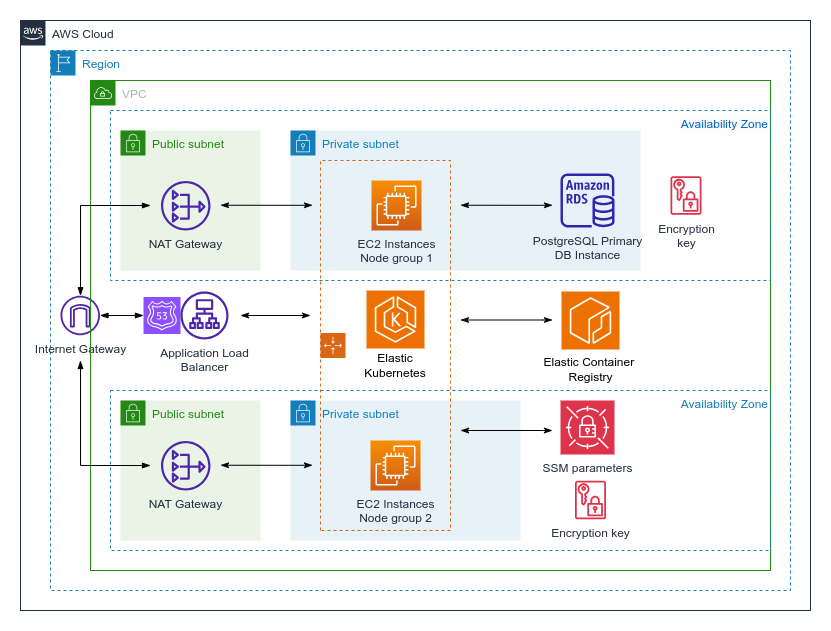 aws
AWS Cloud
Region
VPC
Availability Zone
Public subnet
Private subnet
Amazon
RDS
NAT Gateway
EC2 Instances
Node group 1
PostgreSQL Primary
DB Instance
Encryption
key
53
K
Internet Gateway
Application Load
Balancer
Elastic
Kubernetes
Elastic Container
Registry
Availability Zone
Public subnet
Private subnet
SSM parameters
NAT Gateway
EC2 Instances
Node group 2
Encryption key